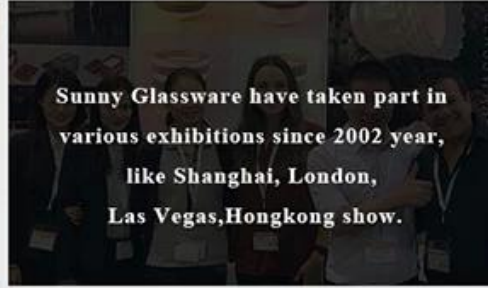 Sunny Glassware have taken part in
various exhibitions since 2002 year,
like Shanghai, London,
Las Vegas,Hongkong show.